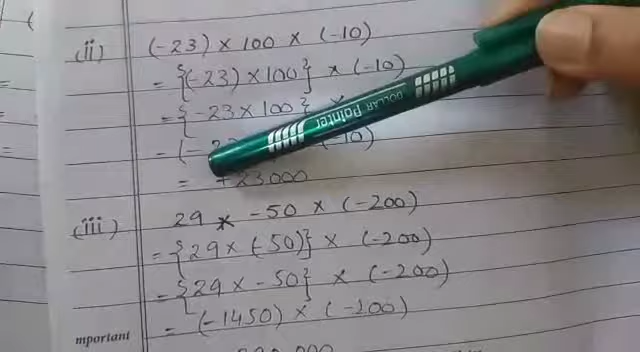 (ii) (-23) × 100 × (-10)
= {(-23) × 100} × (-10)
= {-23 × 100} ×
= (-2 -10)
= +23000
(iii) 29 × -50 × (-200)
= {29 × (-50)} × (-200)
= {29 × -50} × (-200)
= (-1450) × (-200)
mportant
DOLLAR Pointer